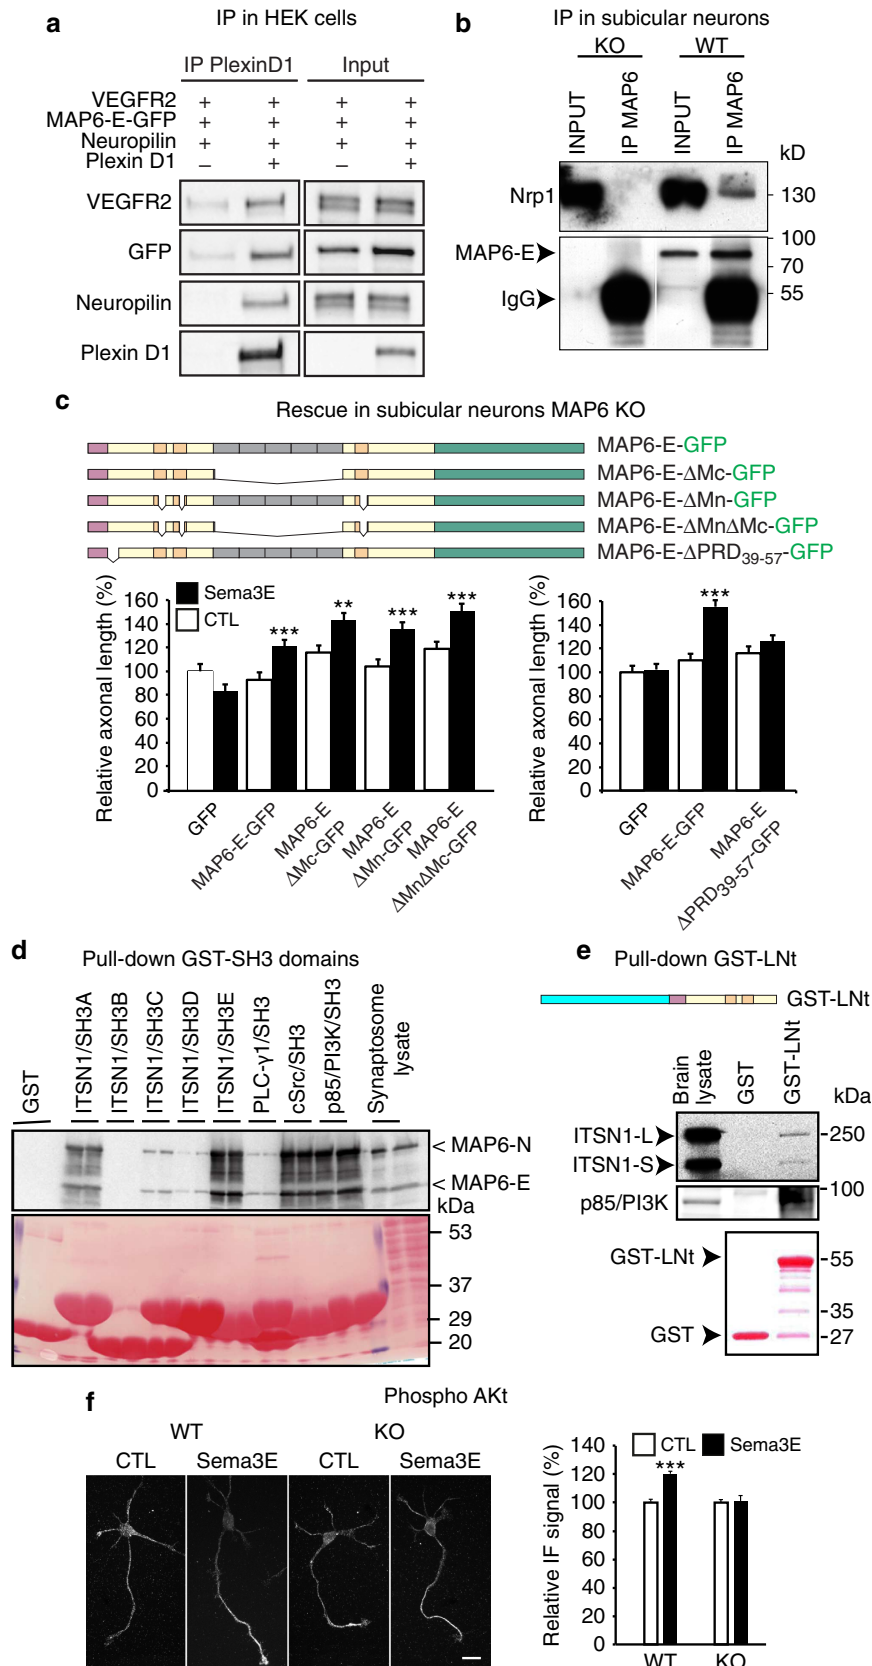 a
IP in HEK cells
IP PlexinD1
Input
VEGFR2 + + + +
MAP6-E-GFP + + + +
Neuropilin + + + +
Plexin D1 – + – +
VEGFR2
GFP
Neuropilin
Plexin D1
b
IP in subicular neurons
KO
WT
INPUT
IP MAP6
INPUT
IP MAP6
kD
Nrp1
130
100
MAP6-E
70
IgG
55
c
Rescue in subicular neurons MAP6 KO
MAP6-E-GFP
MAP6-E-ΔMc-GFP
MAP6-E-ΔMn-GFP
MAP6-E-ΔMnΔMc-GFP
MAP6-E-ΔPRD39-57-GFP
Relative axonal length (%)
160
140
120
100
80
60
40
20
0
Sema3E
CTL
***
**
***
***
GFP
MAP6-E-GFP
MAP6-E
ΔMc-GFP
MAP6-E
ΔMn-GFP
MAP6-E
ΔMnΔMc-GFP
Relative axonal length (%)
160
140
120
100
80
60
40
20
0
***
GFP
MAP6-E-GFP
MAP6-E
ΔPRD39-57-GFP
d
Pull-down GST-SH3 domains
GST
ITSN1/SH3A
ITSN1/SH3B
ITSN1/SH3C
ITSN1/SH3D
ITSN1/SH3E
PLC-γ1/SH3
cSrc/SH3
p85/PI3K/SH3
Synaptosome
lysate
< MAP6-N
< MAP6-E
kDa
53
37
29
20
e
Pull-down GST-LNt
GST-LNt
Brain
lysate
GST
GST-LNt
kDa
ITSN1-L
250
ITSN1-S
100
p85/PI3K
GST-LNt
55
35
GST
27
f
Phospho AKt
WT
KO
CTL
Sema3E
CTL
Sema3E
Relative IF signal (%)
140
120
100
80
60
40
20
0
CTL
Sema3E
***
WT
KO